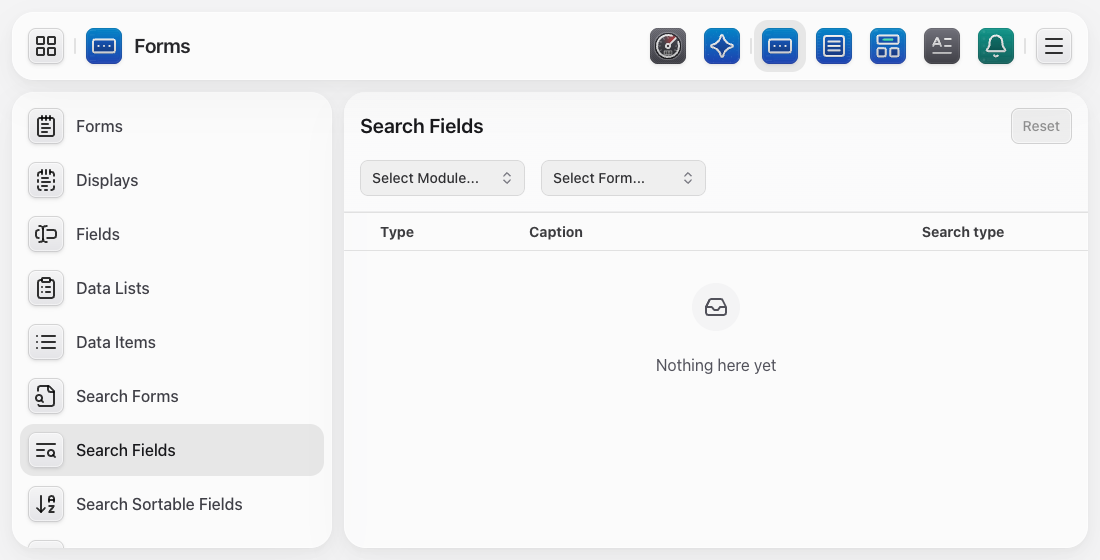 Forms
Forms
Displays
Fields
Data Lists
Data Items
Search Forms
Search Fields
Search Sortable Fields
Search Fields
Reset
Select Module...
Select Form...
Type
Caption
Search type
Nothing here yet